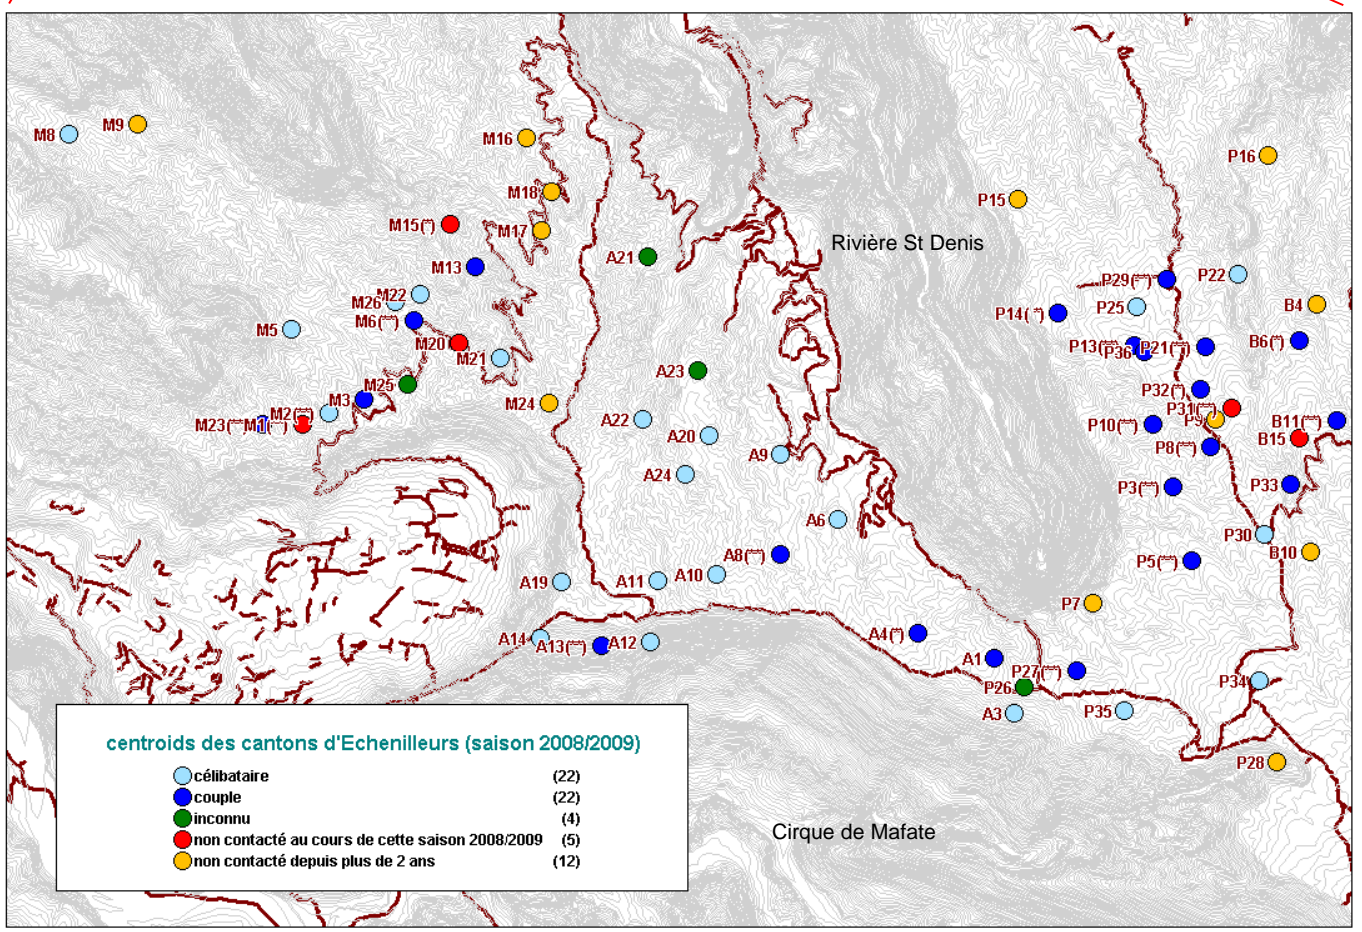 M8
M9
M16
P16
M18
P15
M15(*)
M17
Rivière St Denis
A21
M13
P22
P29(***)
M22
M26
P25
B4
M6(***)
P14( *)
M5
M20
P13(***)
P36
P21(***)
B6(*)
M21
A23
M25
P32(*)
M3
M24
P31(***)
M2(***)
M23(***)
M1(***)
A22
P9
P10(***)
B11(***)
A20
B15
P8(***)
A9
A24
P3(***)
P33
A6
P30
A8(***)
B10
P5(***)
A19
A11
A10
P7
A14
A13(***)
A12
A4(*)
A1
P27(***)
P26
P34
A3
P35
P28
centroids des cantons d'Echenilleurs (saison 2008/2009)
célibataire (22)
couple (22)
inconnu (4)
non contacté au cours de cette saison 2008/2009 (5)
non contacté depuis plus de 2 ans (12)
Cirque de Mafate